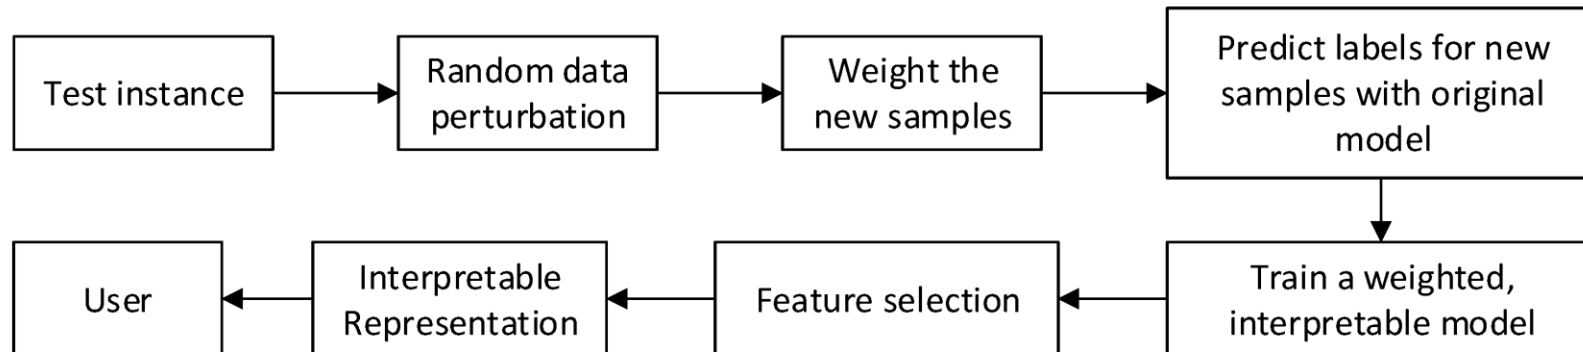 Test instance
Random data
perturbation
Weight the
new samples
Predict labels for new
samples with original
model
Train a weighted,
interpretable model
Feature selection
Interpretable
Representation
User